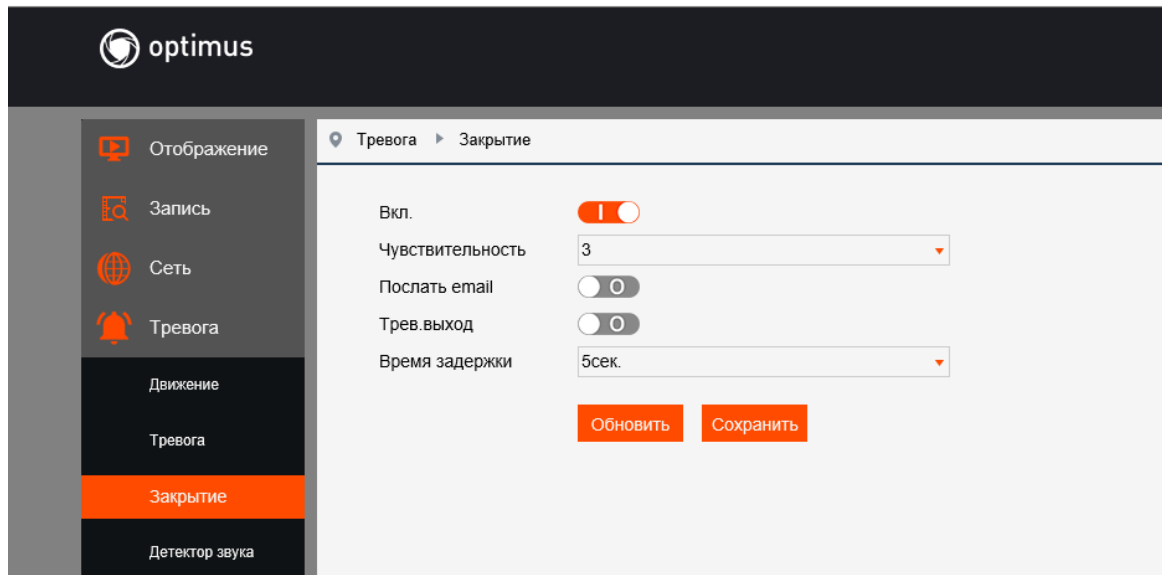 optimus
Отображение
Запись
Сеть
Тревога
Движение
Тревога
Закрытие
Детектор звука
Тревога Закрытие
Вкл.
Чувствительность 3
Послать email
Трев.выход
Время задержки 5сек.
Обновить Сохранить